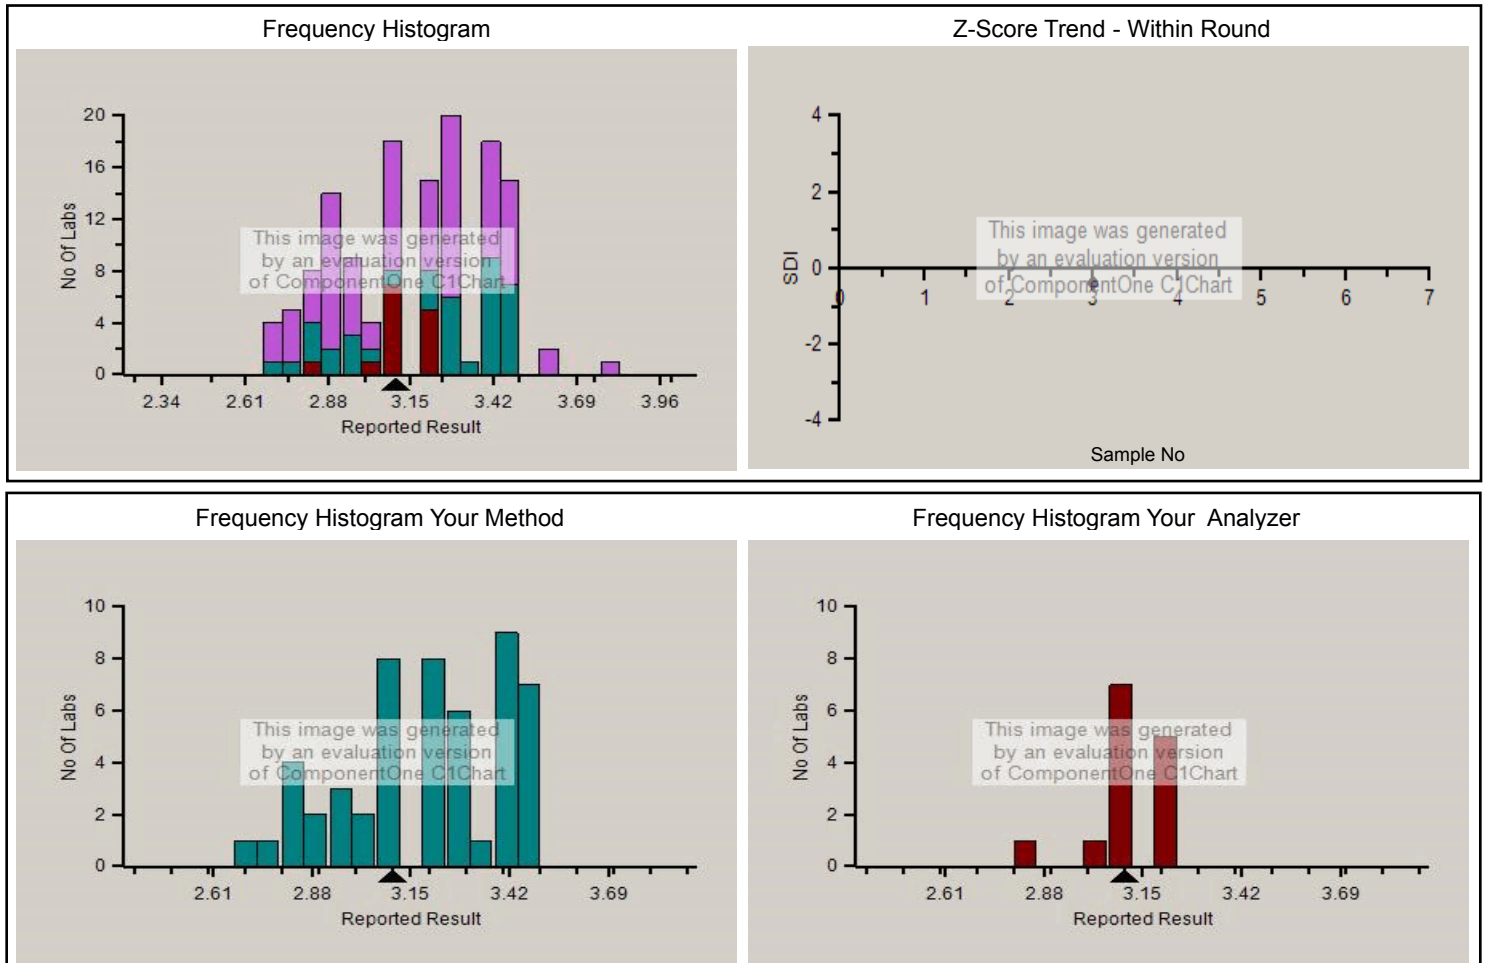 Frequency Histogram
20
16
12
8
4
0
No Of Labs
2.34 2.61 2.88 3.15 3.42 3.69 3.96
Reported Result
This image was generated
by an evaluation version
of ComponentOne C1Chart
Z-Score Trend - Within Round
4
2
0
-2
-4
SDI
0 1 2 3 4 5 6 7
Sample No
This image was generated
by an evaluation version
of ComponentOne C1Chart
Frequency Histogram Your Method
10
8
6
4
2
0
No Of Labs
2.61 2.88 3.15 3.42 3.69
Reported Result
This image was generated
by an evaluation version
of ComponentOne C1Chart
Frequency Histogram Your Analyzer
10
8
6
4
2
0
No Of Labs
2.61 2.88 3.15 3.42 3.69
Reported Result
This image was generated
by an evaluation version
of ComponentOne C1Chart